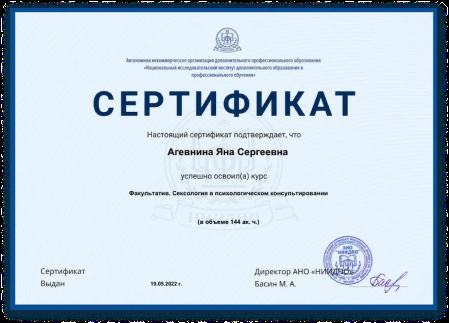 Автономная некоммерческая организация дополнительного профессионального образования
«Национальный исследовательский институт дополнительного образования и
профессионального обучения»
СЕРТИФИКАТ
Настоящий сертификат подтверждает, что
Агевнина Яна Сергеевна
успешно освоил(а) курс
Факультатив. Сексология в психологическом консультировании
(в объеме 144 ак. ч.)
Сертификат
Выдан
19.05.2022 г.
Директор АНО «НИИДПО»
Басин М. А.